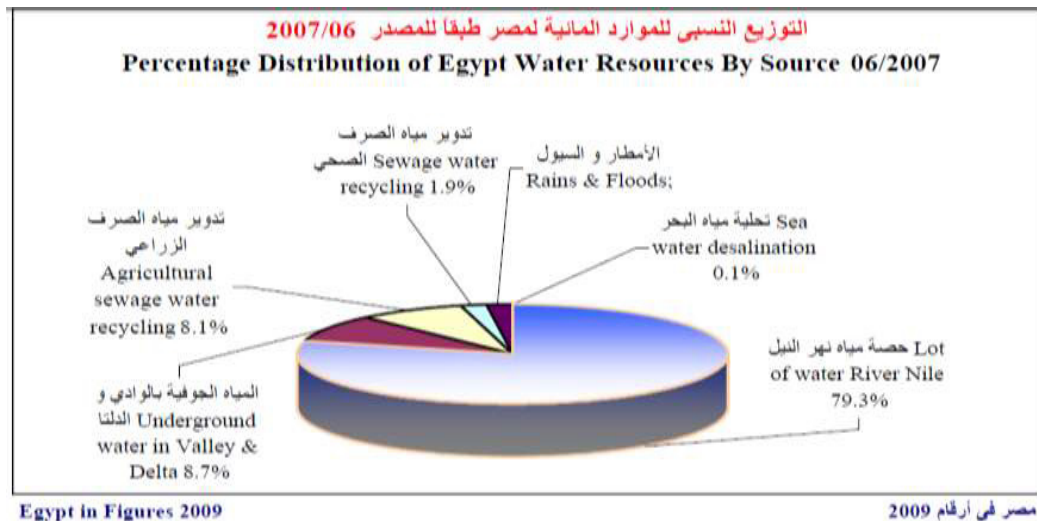 التوزيع النسبى للموارد المائية لمصر طبقاً للمصدر 2007/06
Percentage Distribution of Egypt Water Resources By Source 06/2007
تدوير مياه الصرف
الصحي Sewage water
recycling 1.9%
الأمطار و السيول
Rains & Floods;
تحلية مياه البحر Sea
water desalination
0.1%
تدوير مياه الصرف
الزراعي
Agricultural
sewage water
recycling 8.1%
حصة مياه نهر النيل Lot
of water River Nile
79.3%
المياه الجوفية بالوادي و
الدلتا Underground
water in Valley &
Delta 8.7%
Egypt in Figures 2009
مصر فى أرقام 2009